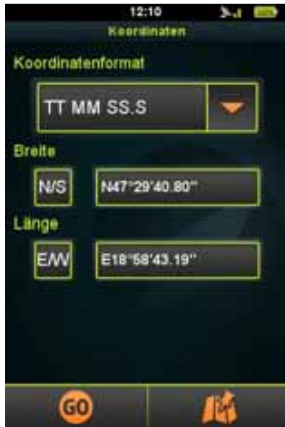 12:10
Koordinaten
Koordinatenformat
TT MM SS.S
Breite
N/S N47°29'40.80"
Länge
E/W E18°58'43.19"
GO